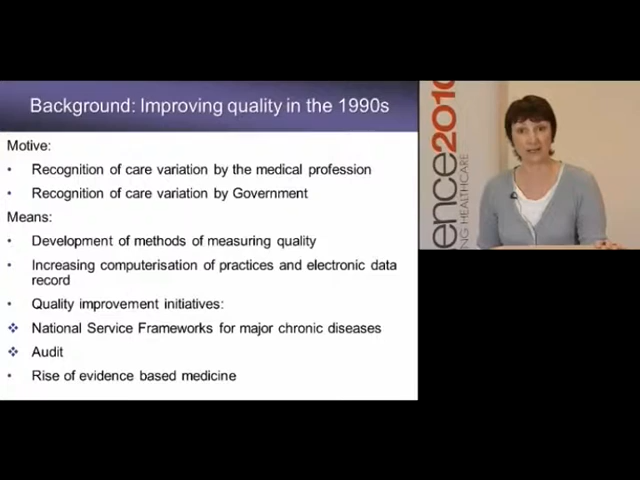 Background: Improving quality in the 1990s
Motive:
• Recognition of care variation by the medical profession
• Recognition of care variation by Government
Means:
• Development of methods of measuring quality
• Increasing computerisation of practices and electronic data
record
• Quality improvement initiatives:
❖ National Service Frameworks for major chronic diseases
❖ Audit
• Rise of evidence based medicine
ence2010
HEALTHCARE